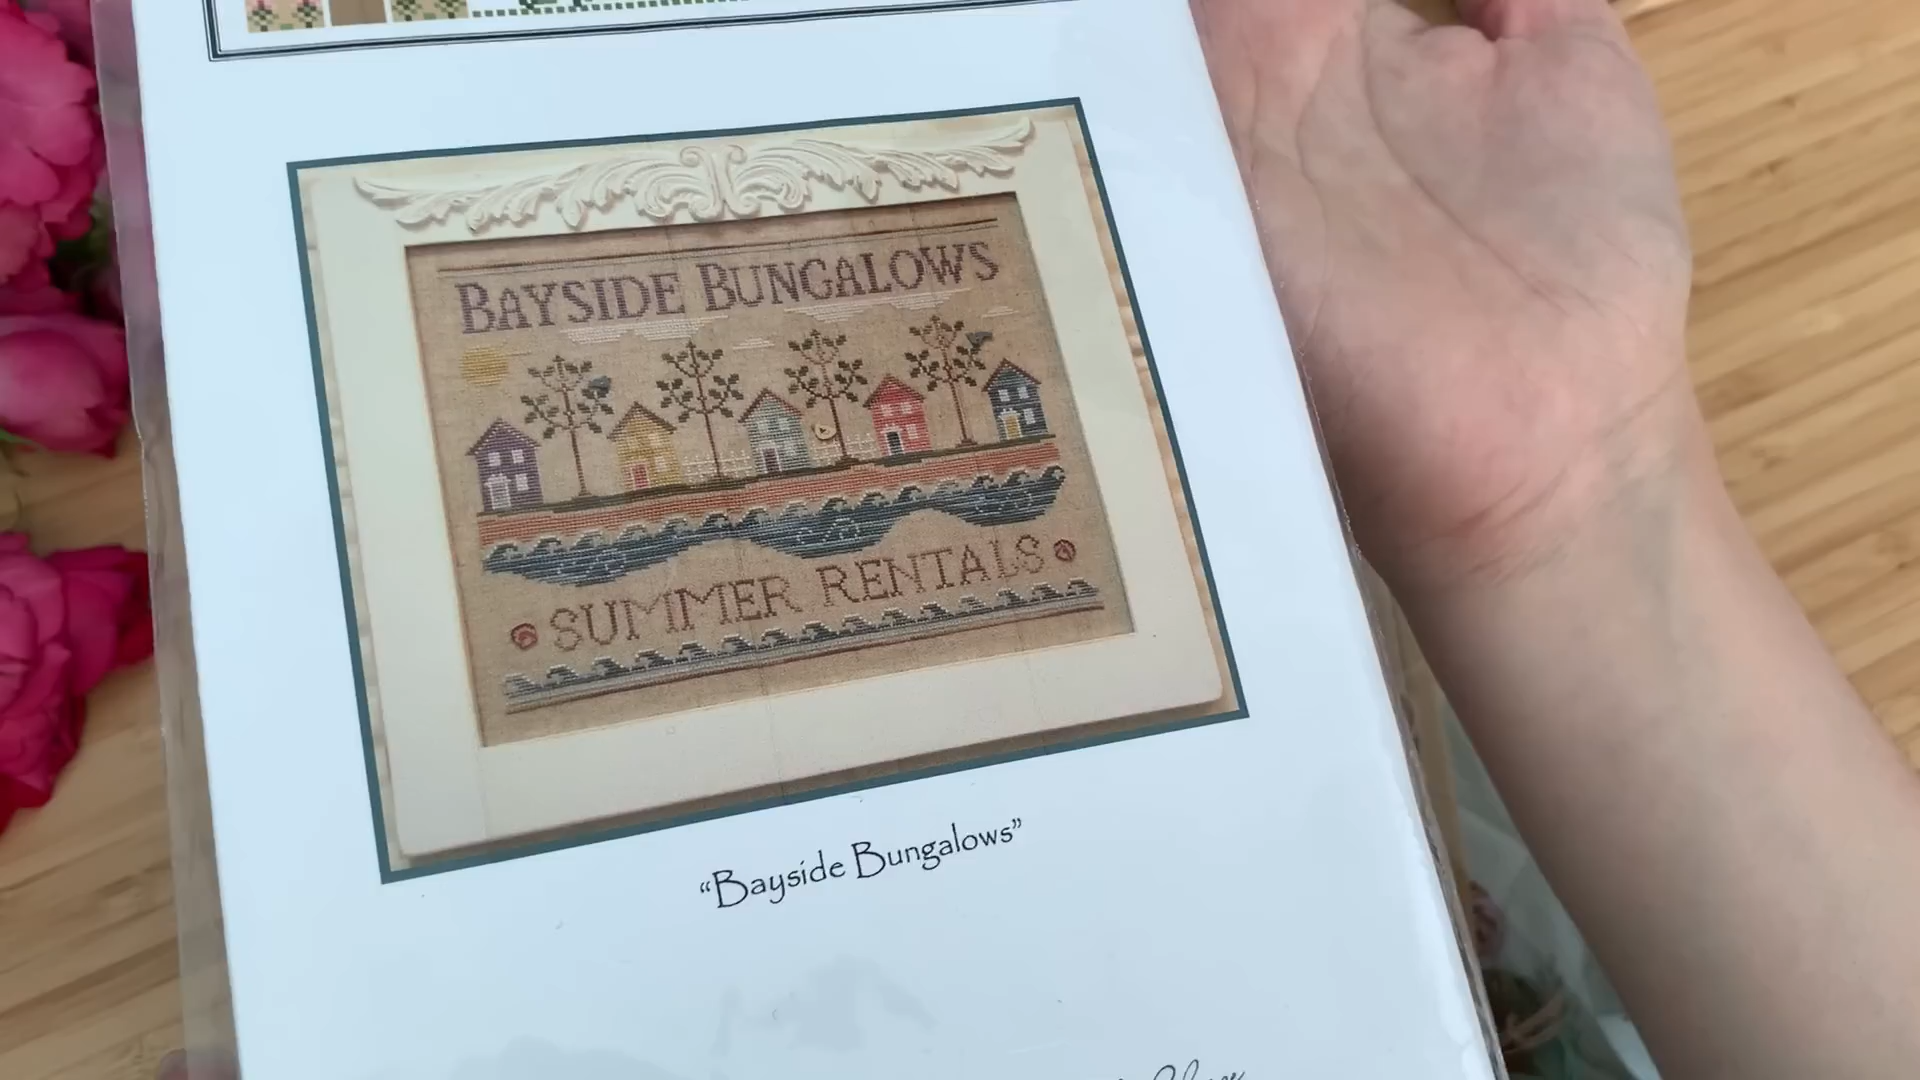 BAYSIDE BUNGALOWS
SUMMER RENTALS
“Bayside Bungalows”